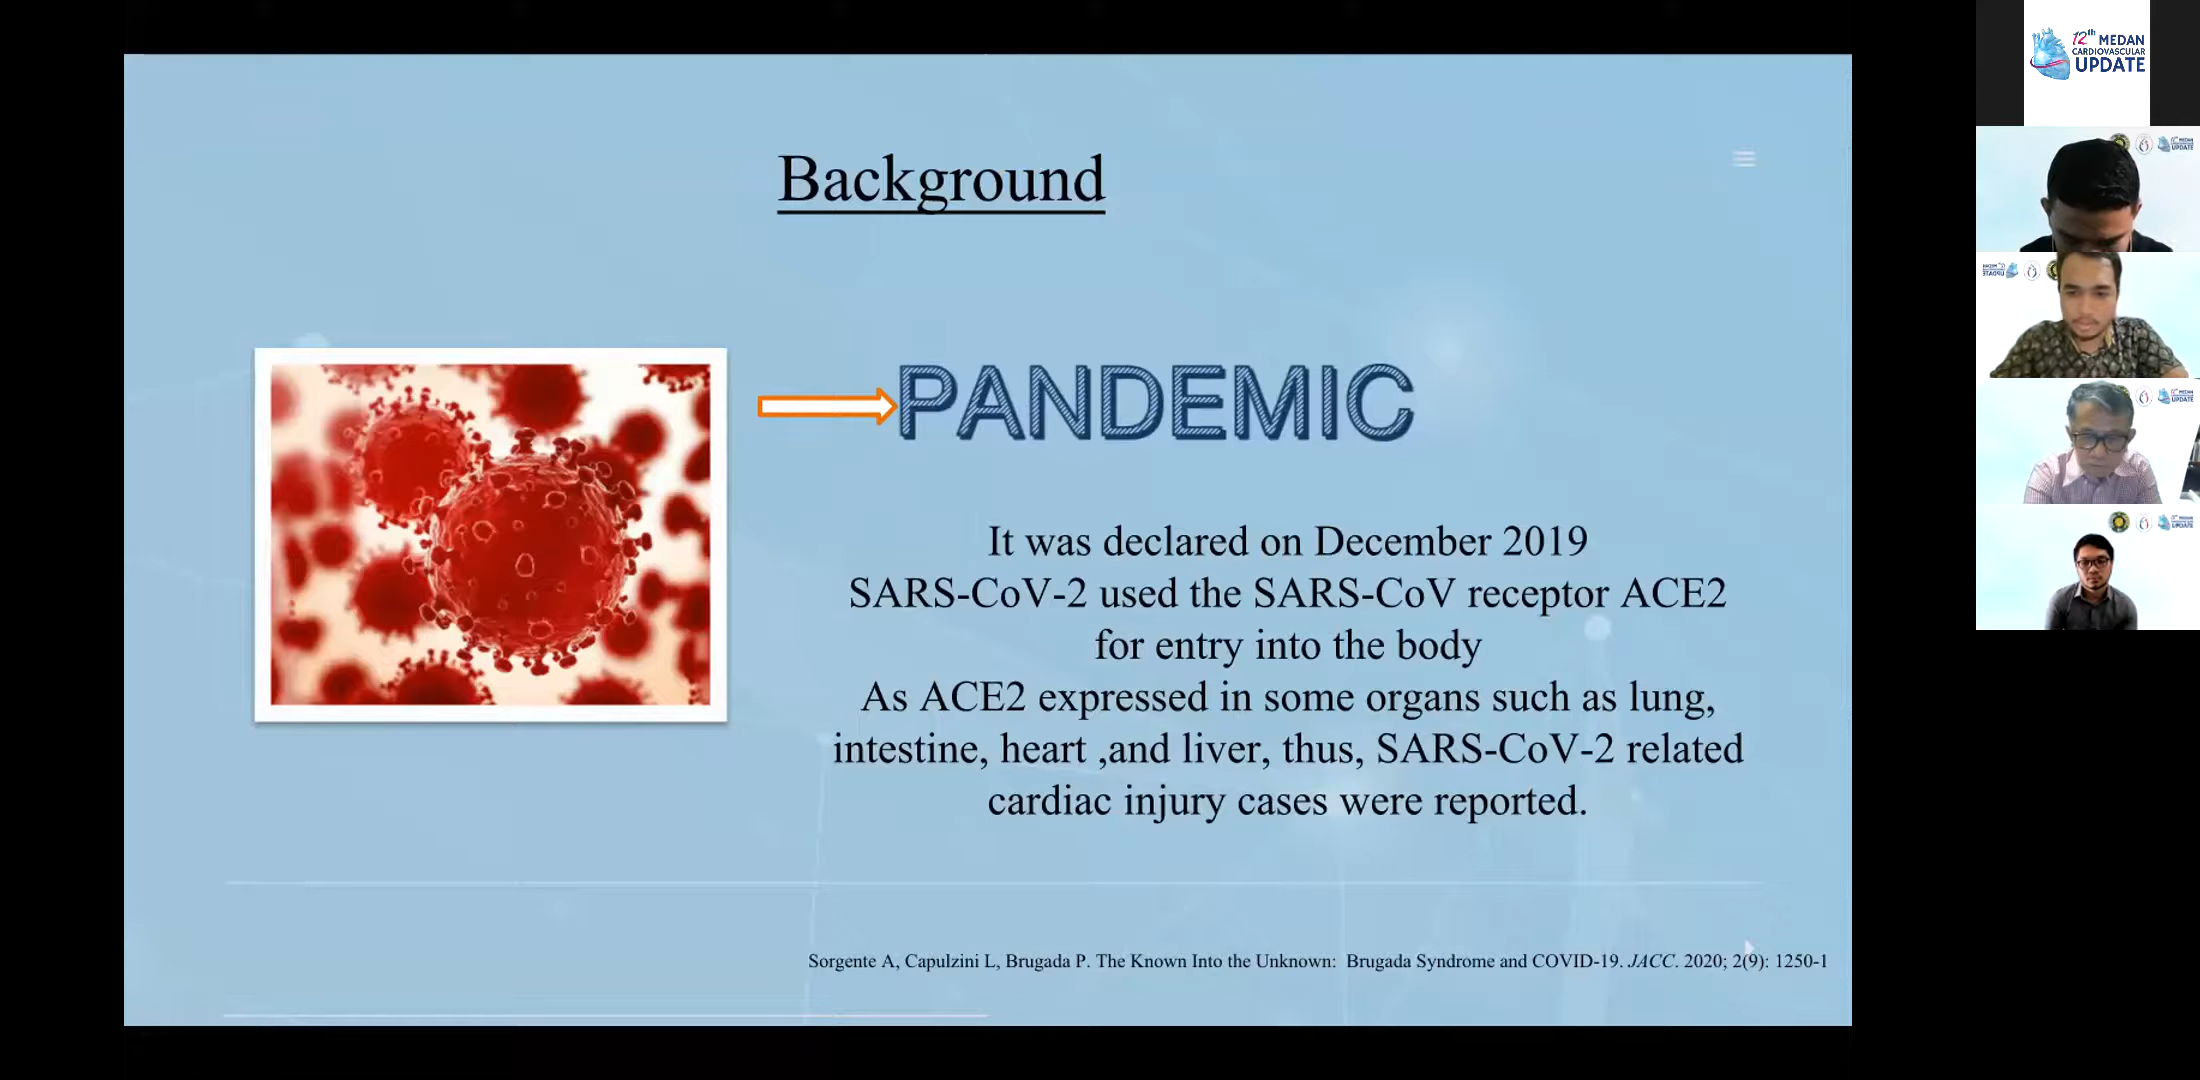 Background
PANDEMIC
It was declared on December 2019
SARS-CoV-2 used the SARS-CoV receptor ACE2
for entry into the body
As ACE2 expressed in some organs such as lung,
intestine, heart ,and liver, thus, SARS-CoV-2 related
cardiac injury cases were reported.
Sorgente A, Capulzini L, Brugada P. The Known Into the Unknown:  Brugada Syndrome and COVID-19. JACC. 2020; 2(9): 1250-1
12th MEDAN
CARDIOVASCULAR
UPDATE